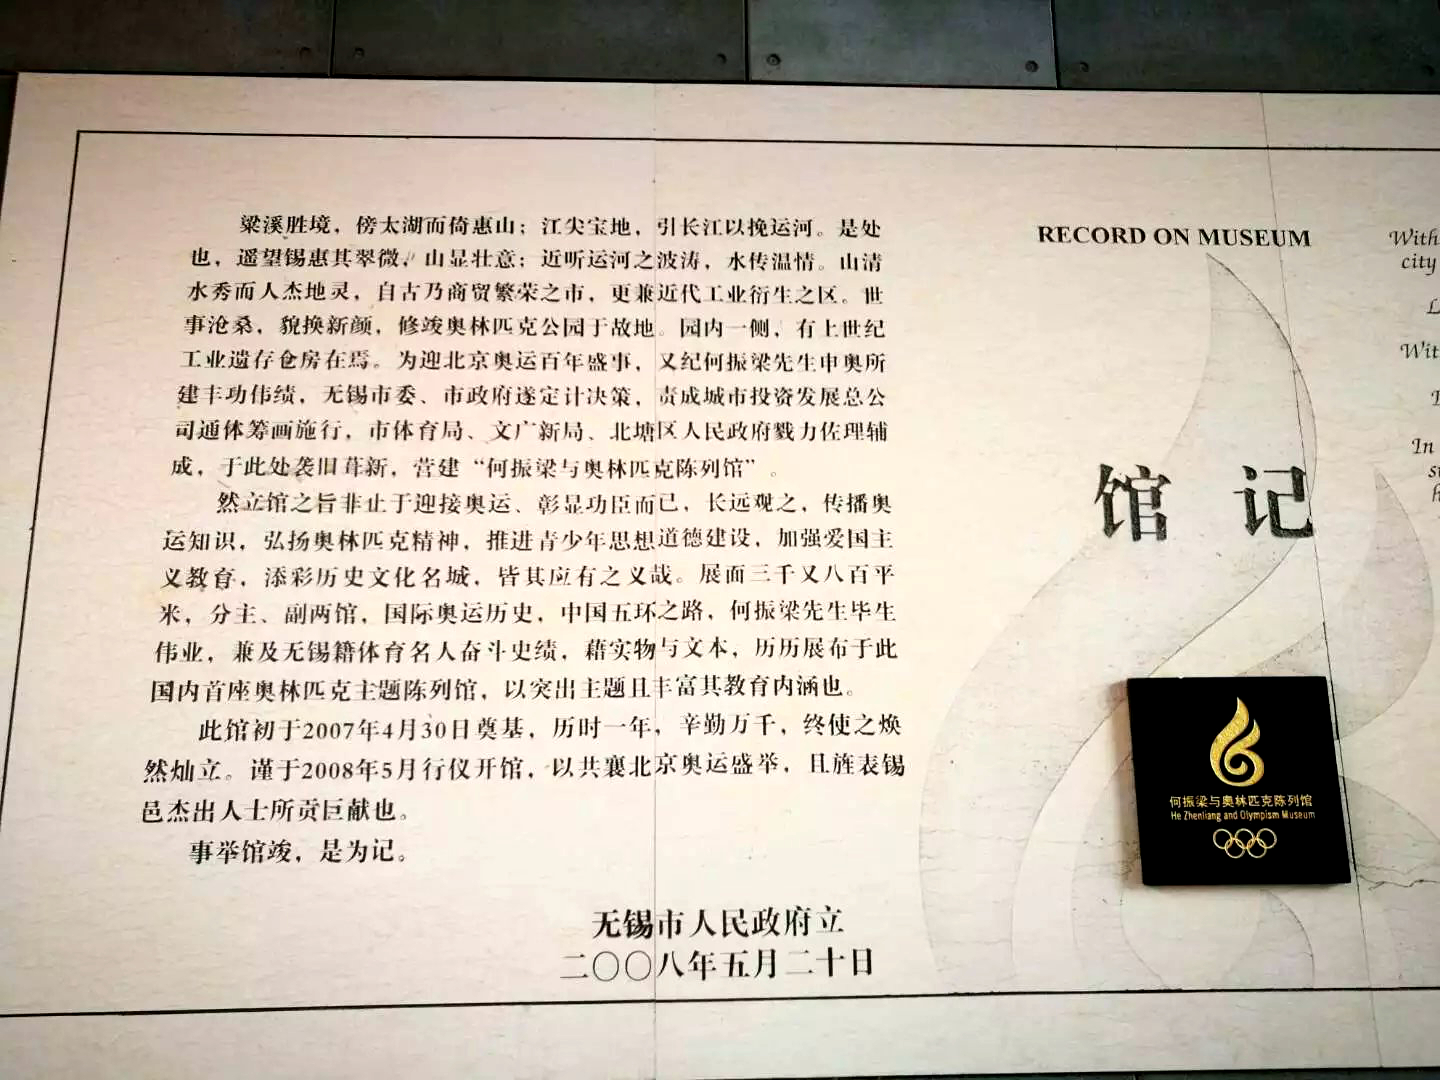 梁溪胜境，傍太湖而倚惠山；江尖宝地，引长江以挽运河。是处
也，遥望锡惠其翠微，山显壮意；近听运河之波涛，水传温情。山清
水秀而人杰地灵，自古乃商贸繁荣之市，更兼近代工业衍生之区。世
事沧桑，貌换新颜，修竣奥林匹克公园于故地。园内一侧，有上世纪
工业遗存仓房在焉。为迎北京奥运百年盛事，又纪何振梁先生申奥所
建丰功伟绩，无锡市委、市政府遂定计决策，责成城市投资发展总公
司通体筹画施行，市体育局、文广新局、北塘区人民政府戮力佐理辅
成，于此处袭旧葺新，营建“何振梁与奥林匹克陈列馆”。
然立馆之旨非止于迎接奥运、彰显功臣而已，长远观之，传播奥
运知识，弘扬奥林匹克精神，推进青少年思想道德建设，加强爱国主
义教育，添彩历史文化名城，皆其应有之义哉。展面三千又八百平
米，分主、副两馆，国际奥运历史，中国五环之路，何振梁先生毕生
伟业，兼及无锡籍体育名人奋斗史绩，藉实物与文本，历历展布于此
国内首座奥林匹克主题陈列馆，以突出主题且丰富其教育内涵也。
此馆初于2007年4月30日奠基，历时一年，辛勤万千，终使之焕
然灿立。谨于2008年5月行仪开馆，以共襄北京奥运盛举，且旌表锡
邑杰出人士所贡巨献也。
事举馆竣，是为记。
无锡市人民政府立
二〇〇八年五月二十日
RECORD ON MUSEUM
馆 记
何振梁与奥林匹克陈列馆
He Zhenliang and Olympism Museum
With
city
Wit
In